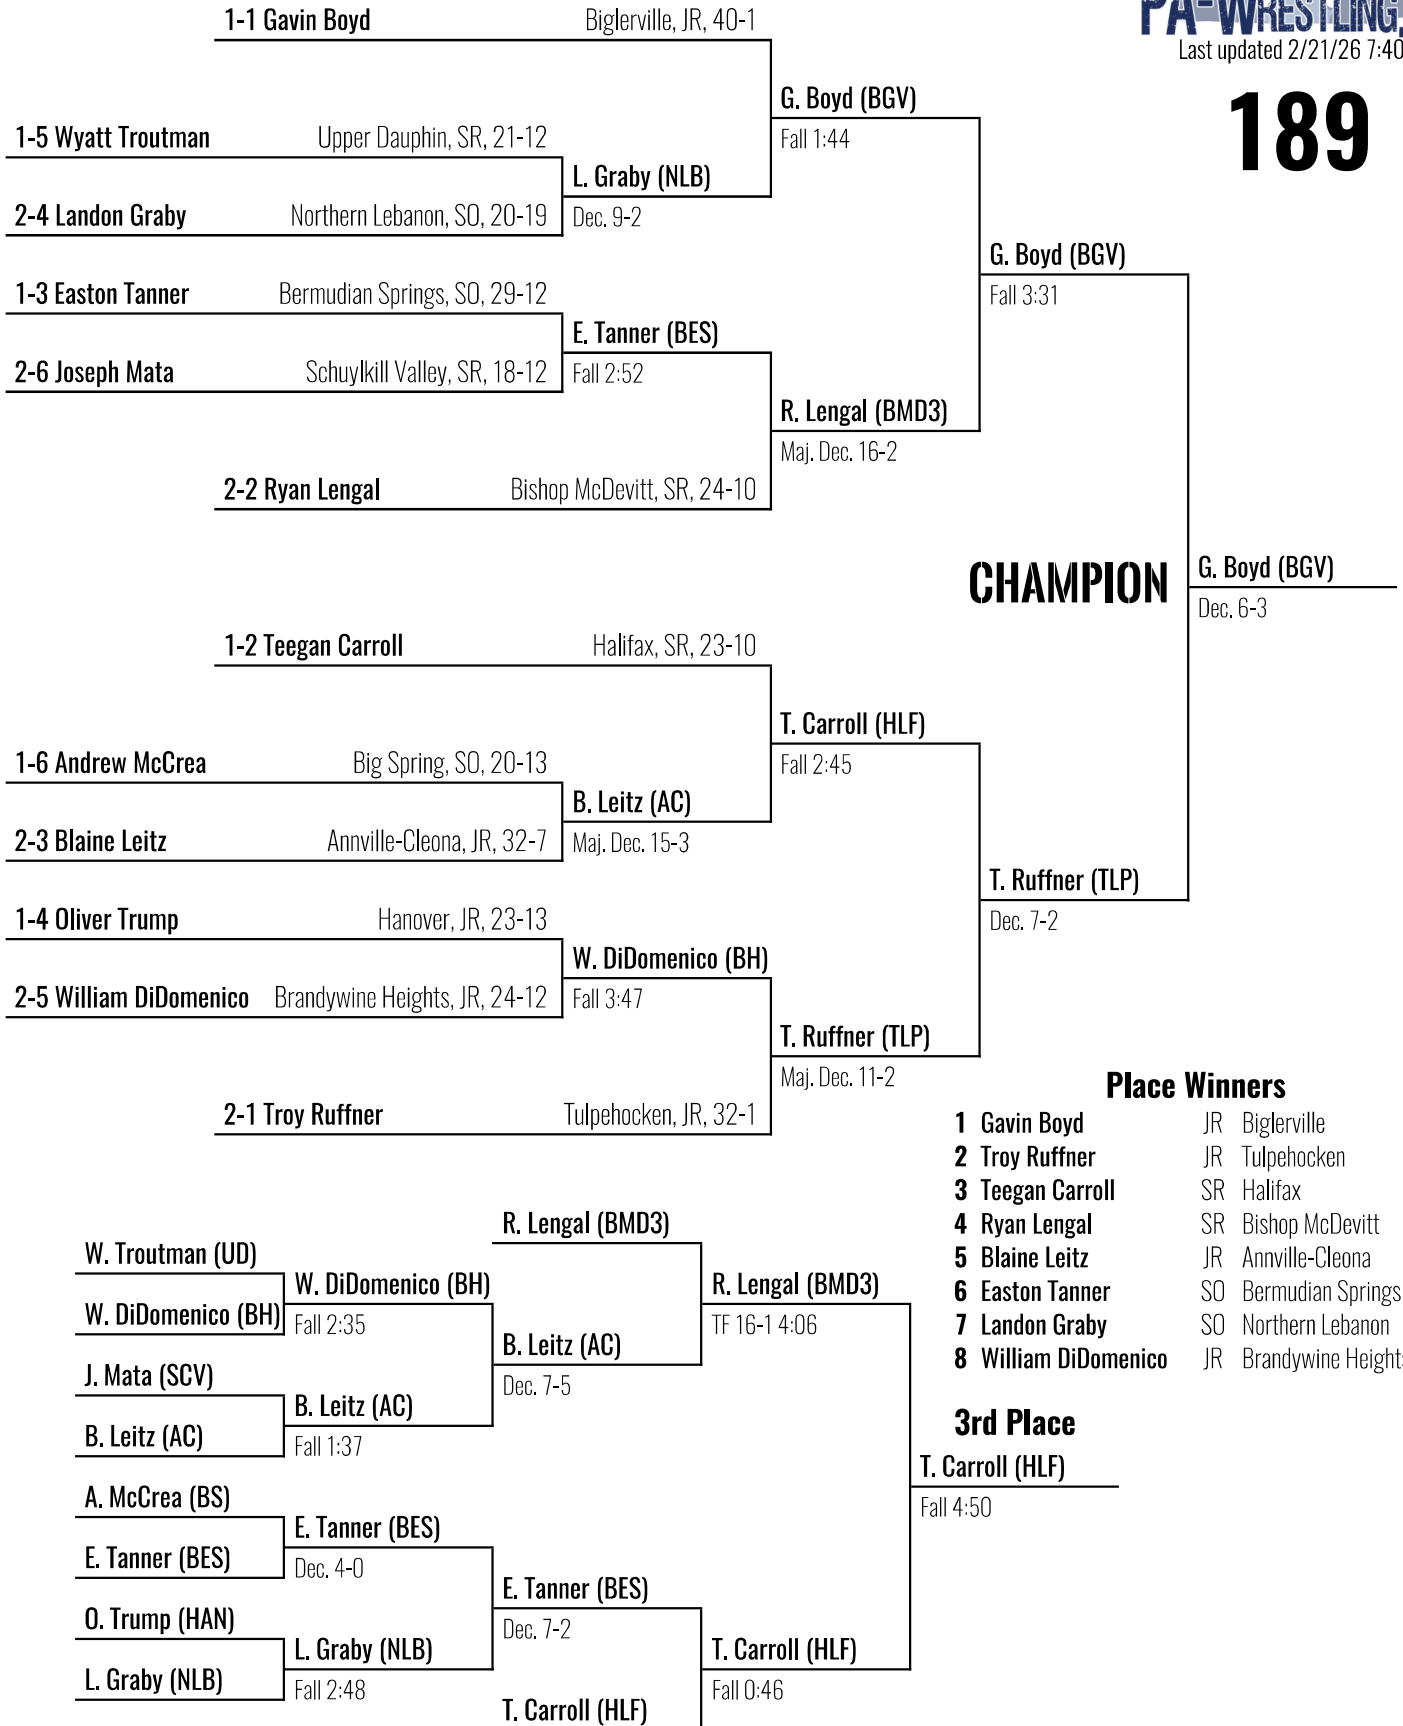 PA-WRESTLING
Last updated 2/21/26 7:40
189
1-1 Gavin Boyd Biglerville, JR, 40-1
G. Boyd (BGV)
Fall 1:44
1-5 Wyatt Troutman Upper Dauphin, SR, 21-12
L. Graby (NLB)
Dec. 9-2
2-4 Landon Graby Northern Lebanon, SO, 20-19
G. Boyd (BGV)
Fall 3:31
1-3 Easton Tanner Bermudian Springs, SO, 29-12
E. Tanner (BES)
Fall 2:52
2-6 Joseph Mata Schuylkill Valley, SR, 18-12
R. Lengal (BMD3)
Maj. Dec. 16-2
2-2 Ryan Lengal Bishop McDevitt, SR, 24-10
CHAMPION
G. Boyd (BGV)
Dec. 6-3
1-2 Teegan Carroll Halifax, SR, 23-10
T. Carroll (HLF)
Fall 2:45
1-6 Andrew McCrea Big Spring, SO, 20-13
B. Leitz (AC)
Maj. Dec. 15-3
2-3 Blaine Leitz Annville-Cleona, JR, 32-7
T. Ruffner (TLP)
Dec. 7-2
1-4 Oliver Trump Hanover, JR, 23-13
W. DiDomenico (BH)
Fall 3:47
2-5 William DiDomenico Brandywine Heights, JR, 24-12
T. Ruffner (TLP)
Maj. Dec. 11-2
2-1 Troy Ruffner Tulpehocken, JR, 32-1
Place Winners
1 Gavin Boyd JR Biglerville
2 Troy Ruffner JR Tulpehocken
3 Teegan Carroll SR Halifax
4 Ryan Lengal SR Bishop McDevitt
5 Blaine Leitz JR Annville-Cleona
6 Easton Tanner SO Bermudian Springs
7 Landon Graby SO Northern Lebanon
8 William DiDomenico JR Brandywine Heights
R. Lengal (BMD3)
W. Troutman (UD)
W. DiDomenico (BH)
Fall 2:35
W. DiDomenico (BH)
R. Lengal (BMD3)
TF 16-1 4:06
B. Leitz (AC)
Dec. 7-5
J. Mata (SCV)
B. Leitz (AC)
Fall 1:37
B. Leitz (AC)
3rd Place
T. Carroll (HLF)
Fall 4:50
A. McCrea (BS)
E. Tanner (BES)
Dec. 4-0
E. Tanner (BES)
E. Tanner (BES)
Dec. 7-2
O. Trump (HAN)
L. Graby (NLB)
Fall 2:48
L. Graby (NLB)
T. Carroll (HLF)
Fall 0:46
T. Carroll (HLF)